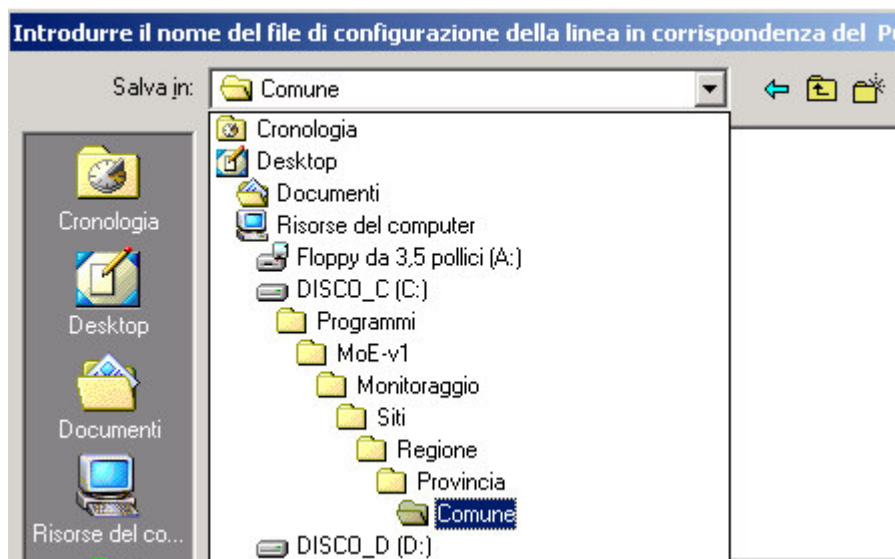 Introdurre il nome del file di configurazione della linea in corrispondenza del
Salva in:
Comune
Cronologia
Desktop
Documenti
Risorse del computer
Floppy da 3,5 pollici (A:)
DISCO_C (C:)
Programmi
MoE-v1
Monitoraggio
Siti
Regione
Provincia
Comune
DISCO_D (D:)
Cronologia
Desktop
Documenti
Risorse del co...